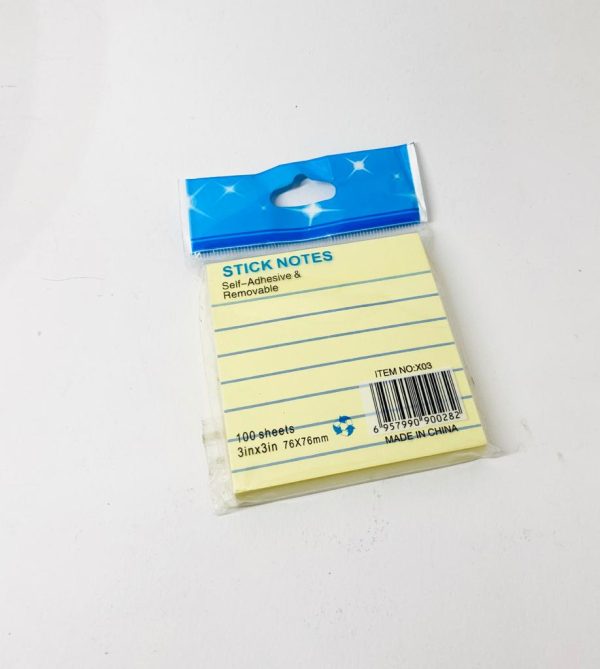 STICK NOTES
Self-Adhesive &
Removable
ITEM NO:X03
6 957990 900282
MADE IN CHINA
100 sheets
3inx3in 76X76mm